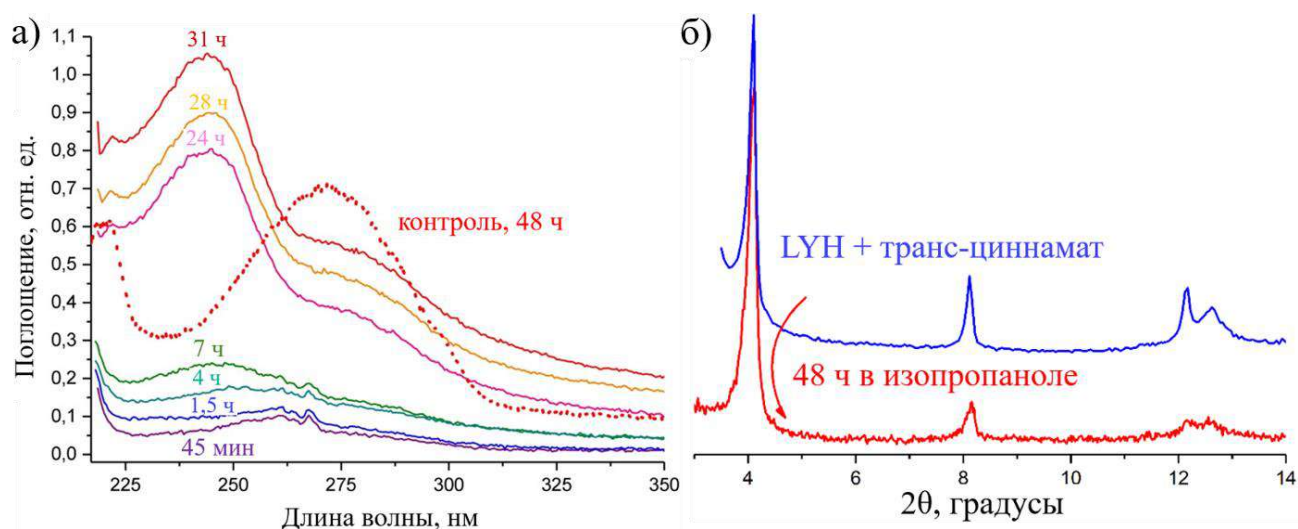 а)
1,1
1,0
0,9
0,8
0,7
0,6
0,5
0,4
0,3
0,2
0,1
0,0
Поглощение, отн. ед.
31 ч
28 ч
24 ч
контроль, 48 ч
7 ч
4 ч
1,5 ч
45 мин
225 250 275 300 325 350
Длина волны, нм
б)
LYH + транс-циннамат
48 ч в изопропаноле
4 6 8 10 12 14
2θ, градусы